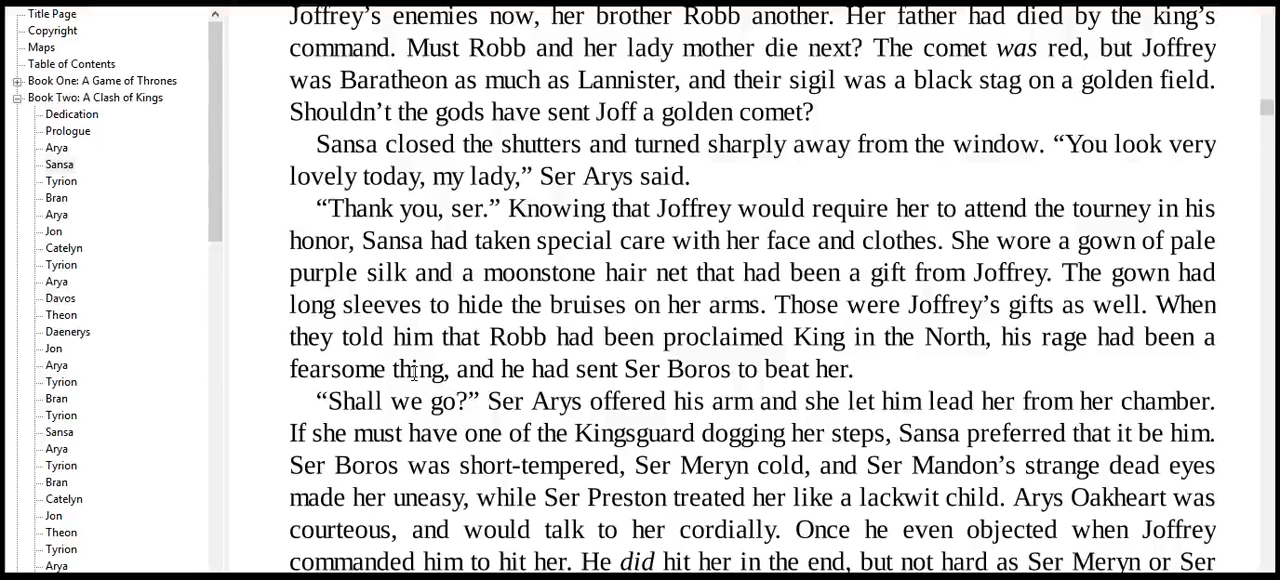 Title Page
Copyright
Maps
Table of Contents
Book One: A Game of Thrones
Book Two: A Clash of Kings
Dedication
Prologue
Arya
Sansa
Tyrion
Bran
Arya
Jon
Catelyn
Tyrion
Arya
Davos
Theon
Daenerys
Jon
Arya
Tyrion
Bran
Tyrion
Sansa
Arya
Tyrion
Bran
Catelyn
Jon
Theon
Tyrion
Arya
Joffrey’s enemies now, her brother Robb another. Her father had died by the king’s
command. Must Robb and her lady mother die next? The comet was red, but Joffrey
was Baratheon as much as Lannister, and their sigil was a black stag on a golden field.
Shouldn’t the gods have sent Joff a golden comet?
Sansa closed the shutters and turned sharply away from the window. “You look very
lovely today, my lady,” Ser Arys said.
“Thank you, ser.” Knowing that Joffrey would require her to attend the tourney in his
honor, Sansa had taken special care with her face and clothes. She wore a gown of pale
purple silk and a moonstone hair net that had been a gift from Joffrey. The gown had
long sleeves to hide the bruises on her arms. Those were Joffrey’s gifts as well. When
they told him that Robb had been proclaimed King in the North, his rage had been a
fearsome thing, and he had sent Ser Boros to beat her.
“Shall we go?” Ser Arys offered his arm and she let him lead her from her chamber.
If she must have one of the Kingsguard dogging her steps, Sansa preferred that it be him.
Ser Boros was short-tempered, Ser Meryn cold, and Ser Mandon’s strange dead eyes
made her uneasy, while Ser Preston treated her like a lackwit child. Arys Oakheart was
courteous, and would talk to her cordially. Once he even objected when Joffrey
commanded him to hit her. He did hit her in the end, but not hard as Ser Meryn or Ser